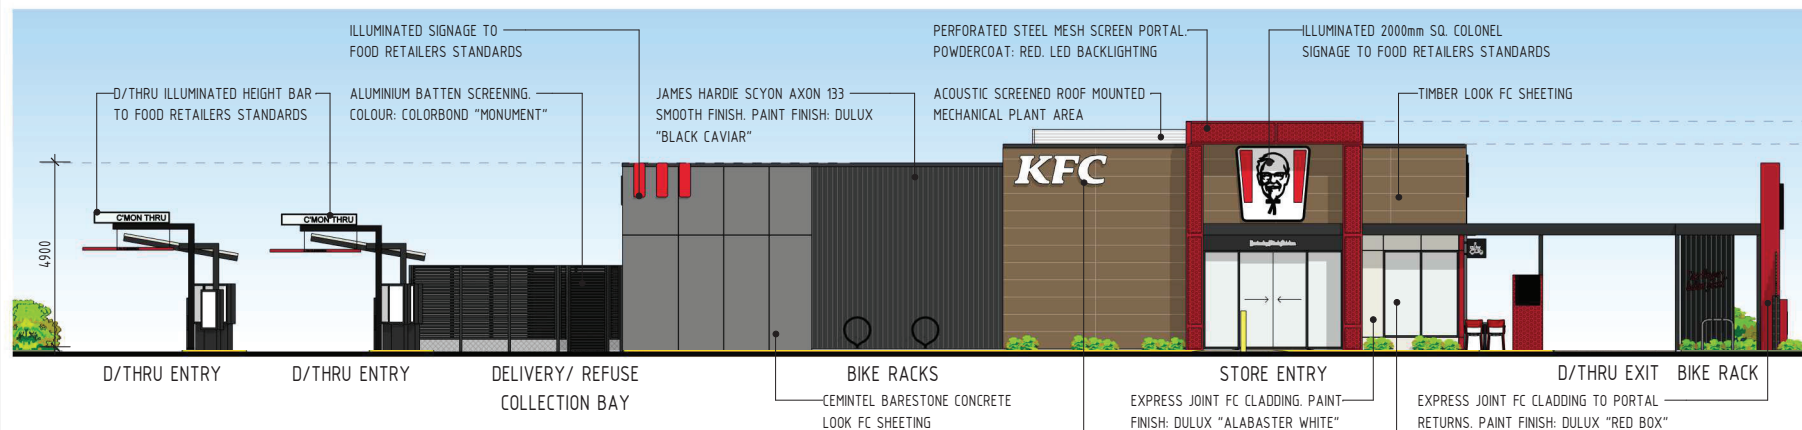 ILLUMINATED SIGNAGE TO
FOOD RETAILERS STANDARDS
PERFORATED STEEL MESH SCREEN PORTAL.
POWDERCOAT: RED. LED BACKLIGHTING
ILLUMINATED 2000mm SQ. COLONEL
SIGNAGE TO FOOD RETAILERS STANDARDS
D/THRU ILLUMINATED HEIGHT BAR
TO FOOD RETAILERS STANDARDS
ALUMINIUM BATTEN SCREENING.
COLOUR: COLORBOND "MONUMENT"
JAMES HARDIE SCYON AXON 133
SMOOTH FINISH. PAINT FINISH: DULUX
"BLACK CAVIAR"
ACOUSTIC SCREENED ROOF MOUNTED
MECHANICAL PLANT AREA
TIMBER LOOK FC SHEETING
KFC
C'MON THRU
C'MON THRU
4900
D/THRU ENTRY
D/THRU ENTRY
DELIVERY/ REFUSE
COLLECTION BAY
BIKE RACKS
STORE ENTRY
D/THRU EXIT
BIKE RACK
CEMINTEL BARESTONE CONCRETE
LOOK FC SHEETING
EXPRESS JOINT FC CLADDING. PAINT
FINISH: DULUX "ALABASTER WHITE"
EXPRESS JOINT FC CLADDING TO PORTAL
RETURNS. PAINT FINISH: DULUX "RED BOX"